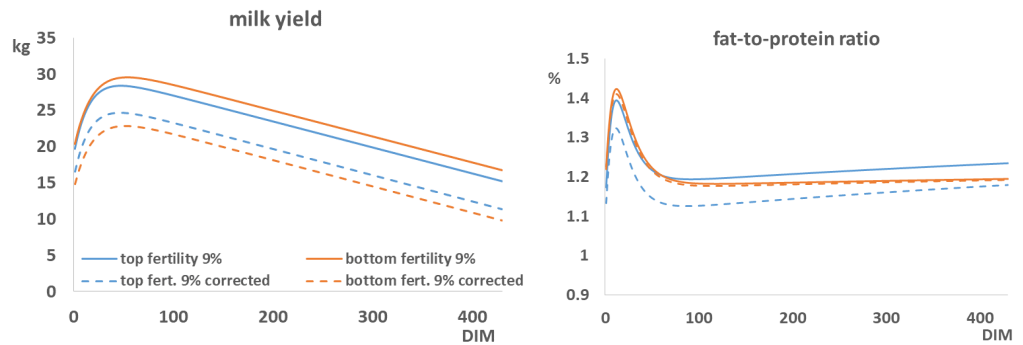 milk yield
kg
35
30
25
20
15
10
5
0
top fertility 9%
bottom fertility 9%
top fert. 9% corrected
bottom fert. 9% corrected
0 100 200 300 400
DIM
fat-to-protein ratio
%
1.5
1.4
1.3
1.2
1.1
1
0.9
0 100 200 300 400
DIM